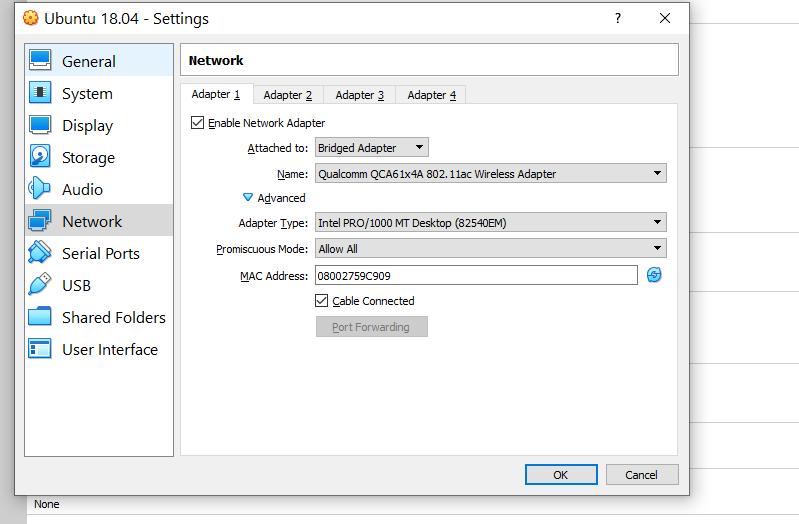 Ubuntu 18.04 - Settings ?
General
System
Display
Storage
Audio
Network
Serial Ports
USB
Shared Folders
User Interface
Network
Adapter 1 Adapter 2 Adapter 3 Adapter 4
Enable Network Adapter
Attached to: Bridged Adapter
Name: Qualcomm QCA61x4A 802.11ac Wireless Adapter
Advanced
Adapter Type: Intel PRO/1000 MT Desktop (82540EM)
Promiscuous Mode: Allow All
MAC Address: 08002759C909
Cable Connected
Port Forwarding
OK Cancel
None